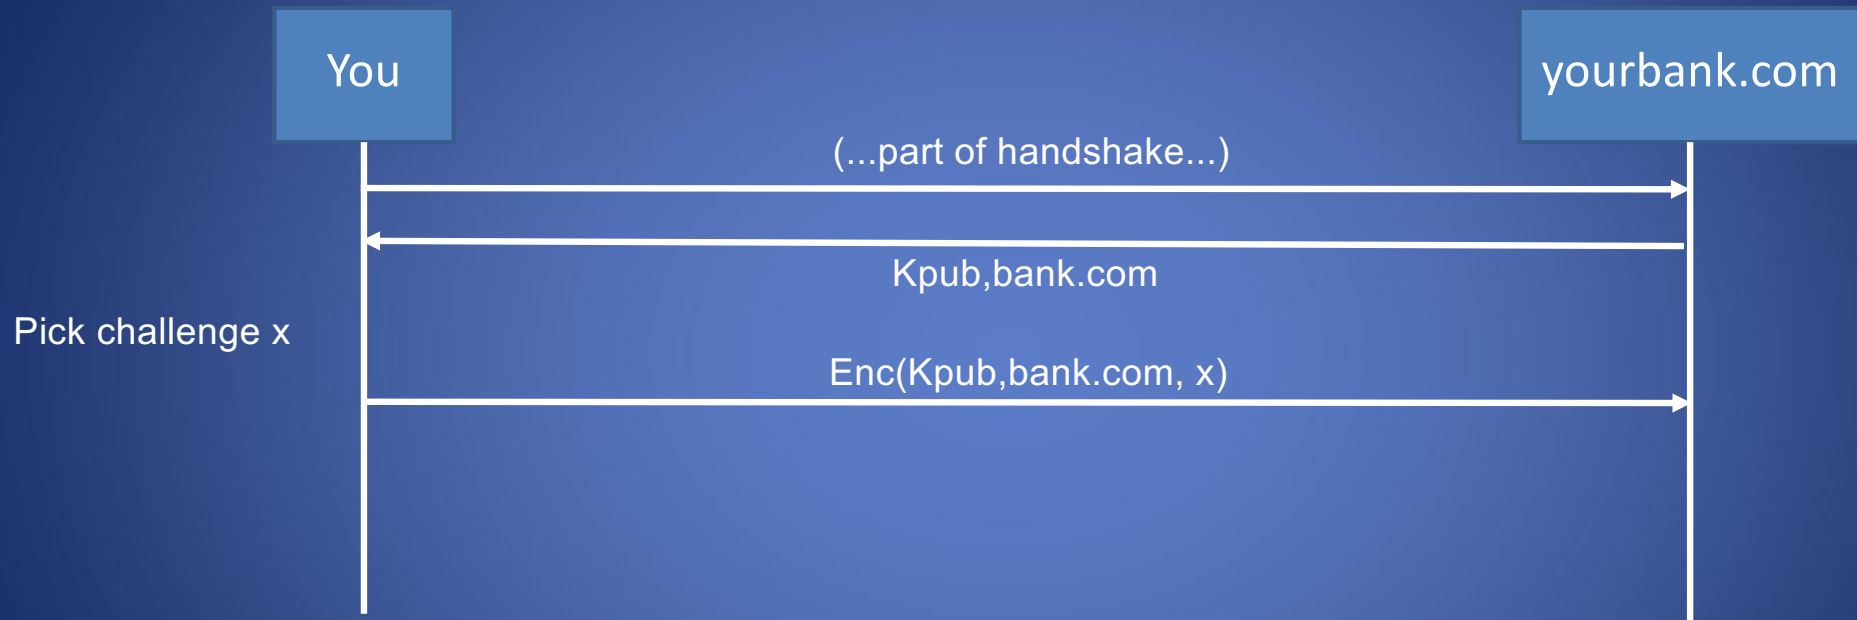 You
yourbank.com
(...part of handshake...)
Kpub,bank.com
Pick challenge x
Enc(Kpub,bank.com, x)